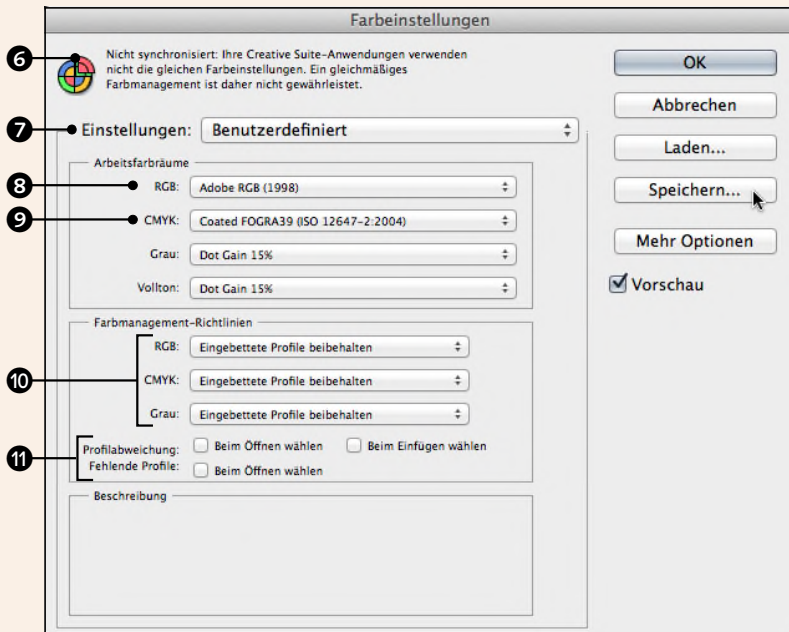 Farbeinstellungen
6
Nicht synchronisiert: Ihre Creative Suite-Anwendungen verwenden
nicht die gleichen Farbeinstellungen. Ein gleichmäßiges
Farbmanagement ist daher nicht gewährleistet.
OK
Abbrechen
Laden...
Speichern...
Mehr Optionen
Vorschau
7 Einstellungen: Benutzerdefiniert
Arbeitsfarbräume
8 RGB: Adobe RGB (1998)
9 CMYK: Coated FOGRA39 (ISO 12647-2:2004)
Grau: Dot Gain 15%
Vollton: Dot Gain 15%
Farbmanagement-Richtlinien
RGB: Eingebettete Profile beibehalten
10 CMYK: Eingebettete Profile beibehalten
Grau: Eingebettete Profile beibehalten
11
Profilabweichung: Beim Öffnen wählen Beim Einfügen wählen
Fehlende Profile: Beim Öffnen wählen
Beschreibung